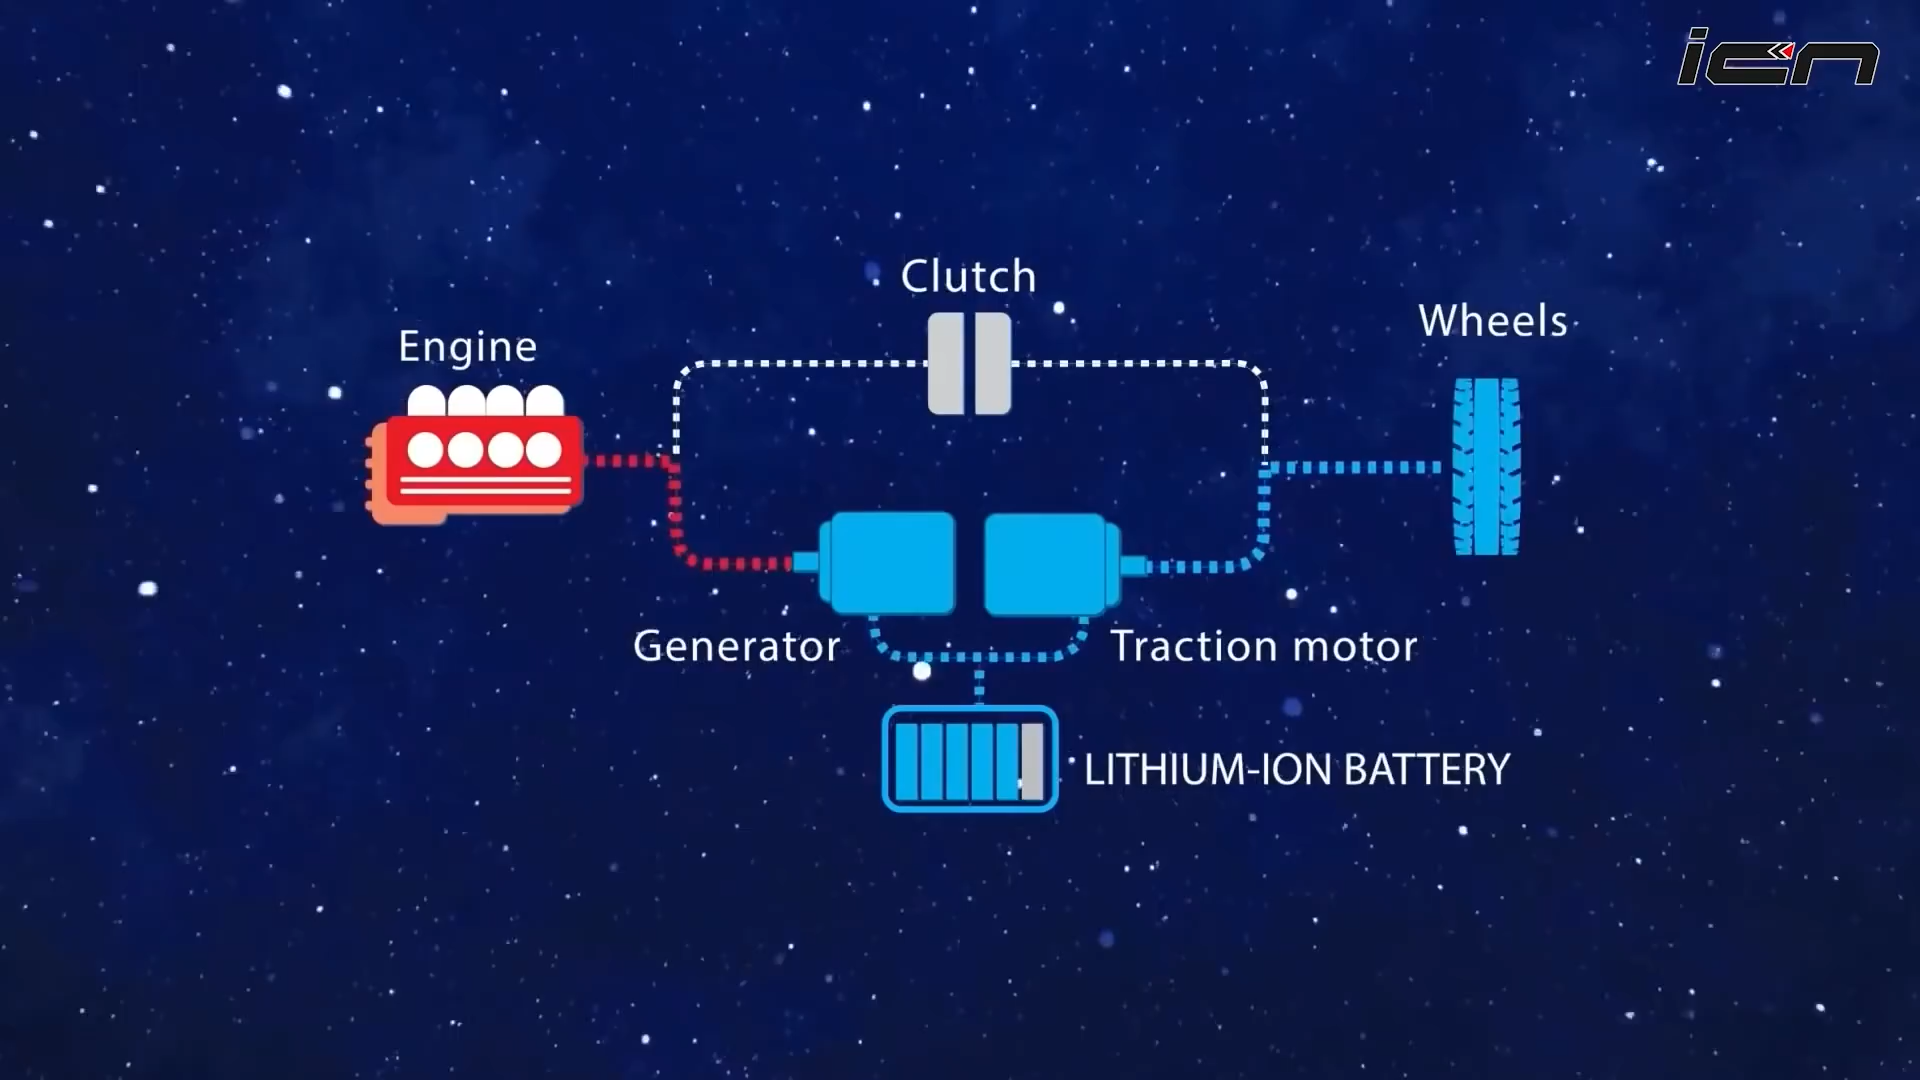 ien
Clutch
Wheels
Engine
Generator
Traction motor
LITHIUM-ION BATTERY